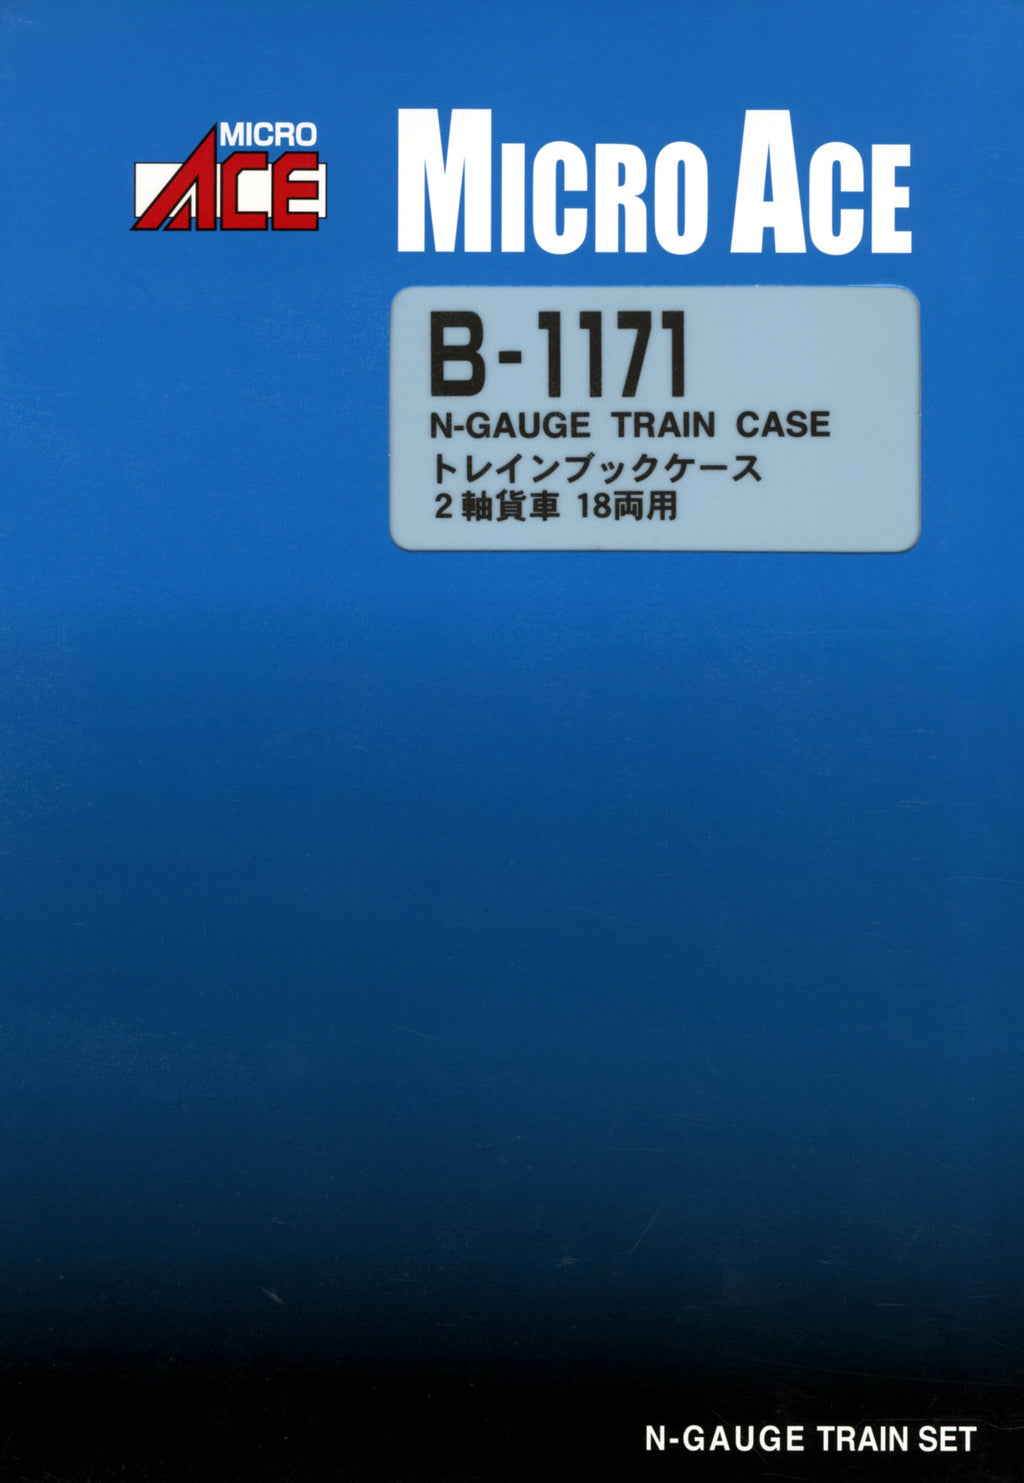 MICRO
ACE
MICRO ACE
B-1171
N-GAUGE TRAIN CASE
トレインブックケース
2軸貨車 18両用
N-GAUGE TRAIN SET